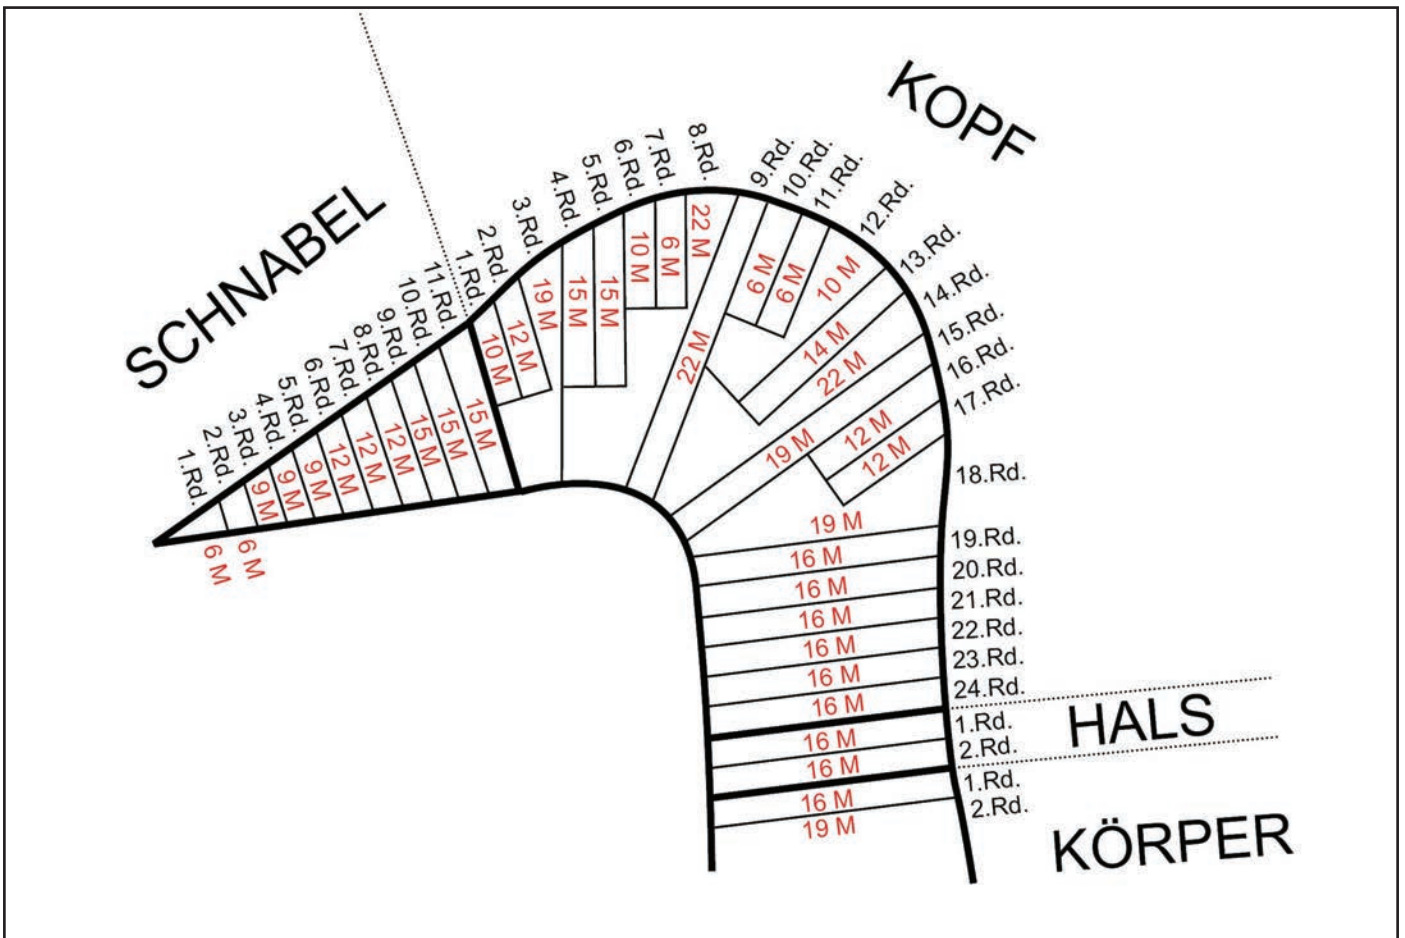 SCHNABEL
1.Rd.
2.Rd.
3.Rd.
4.Rd.
5.Rd.
6.Rd.
7.Rd.
8.Rd.
9.Rd.
10.Rd.
11.Rd.
6 M
6 M
9 M
9 M
9 M
12 M
12 M
12 M
15 M
15 M
15 M
KOPF
1.Rd.
2.Rd.
3.Rd.
4.Rd.
5.Rd.
6.Rd.
7.Rd.
8.Rd.
9.Rd.
10.Rd.
11.Rd.
12.Rd.
13.Rd.
14.Rd.
15.Rd.
16.Rd.
17.Rd.
18.Rd.
19.Rd.
20.Rd.
21.Rd.
22.Rd.
23.Rd.
24.Rd.
10 M
12 M
19 M
15 M
15 M
10 M
6 M
22 M
22 M
6 M
6 M
10 M
14 M
22 M
19 M
12 M
12 M
19 M
16 M
16 M
16 M
16 M
16 M
16 M
HALS
1.Rd.
2.Rd.
16 M
16 M
KÖRPER
1.Rd.
2.Rd.
16 M
19 M